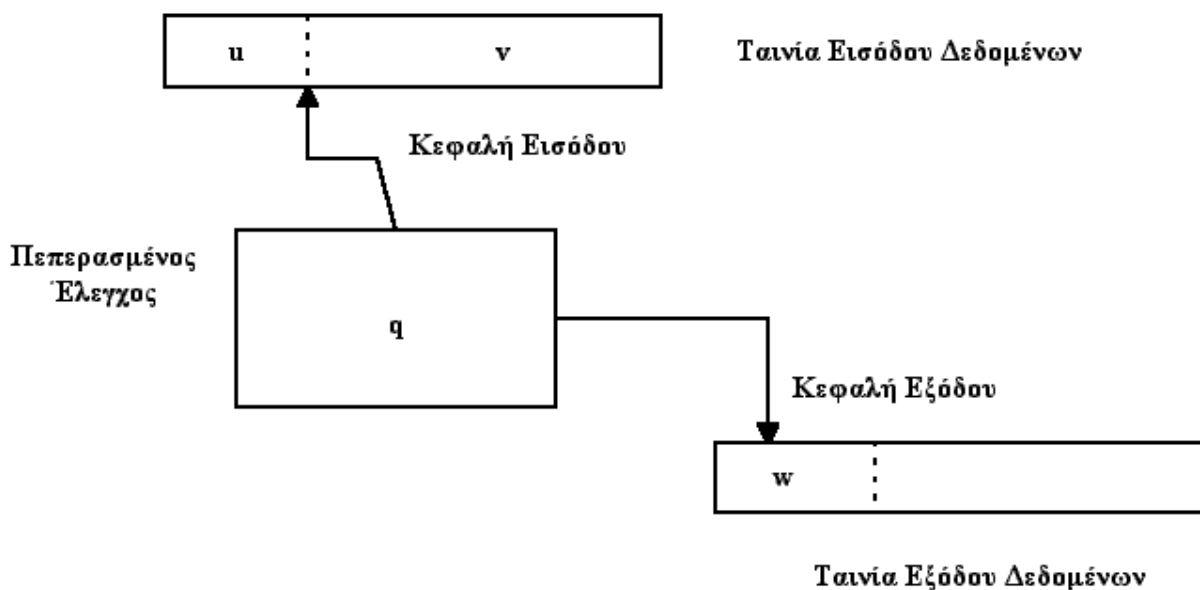 u
v
Ταινία Εισόδου Δεδομένων
Κεφαλή Εισόδου
Πεπερασμένος
Έλεγχος
q
Κεφαλή Εξόδου
w
Ταινία Εξόδου Δεδομένων